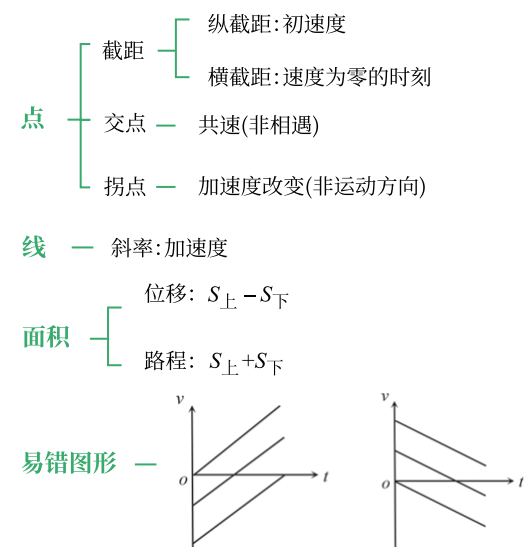 纵截距:初速度
截距
横截距:速度为零的时刻
点
交点
共速(非相遇)
拐点
加速度改变(非运动方向)
线
斜率:加速度
位移: S上 − S下
面积
路程: S上+S下
易错图形
v
o
t
v
o
t